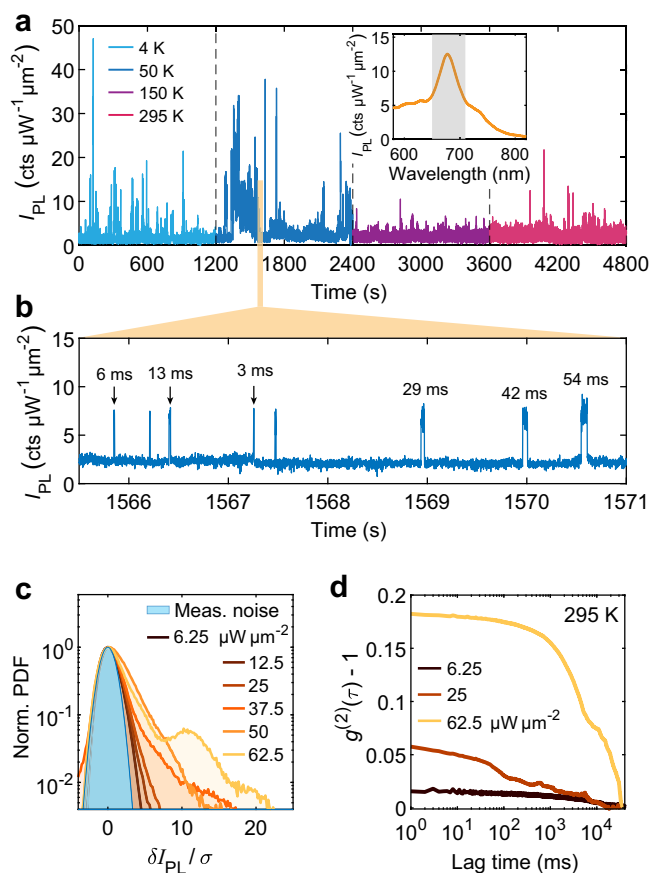 a
50
40
30
20
10
0
I_PL (cts μW⁻¹ μm⁻²)
4 K
50 K
150 K
295 K
15
10
5
0
I_PL (cts μW⁻¹ μm⁻²)
600 700 800
Wavelength (nm)
0 600 1200 1800 2400 3000 3600 4200 4800
Time (s)
b
15
10
5
0
I_PL (cts μW⁻¹ μm⁻²)
6 ms 13 ms 3 ms 29 ms 42 ms 54 ms
1566 1567 1568 1569 1570 1571
Time (s)
c
Norm. PDF
10⁰
10⁻¹
10⁻²
Meas. noise
6.25 μW μm⁻²
12.5
25
37.5
50
62.5
0 10 20
δI_PL / σ
d
g⁽²⁾(τ) - 1
0.2
0.15
0.1
0.05
0
295 K
6.25
25
62.5 μW μm⁻²
10⁰ 10¹ 10² 10³ 10⁴
Lag time (ms)